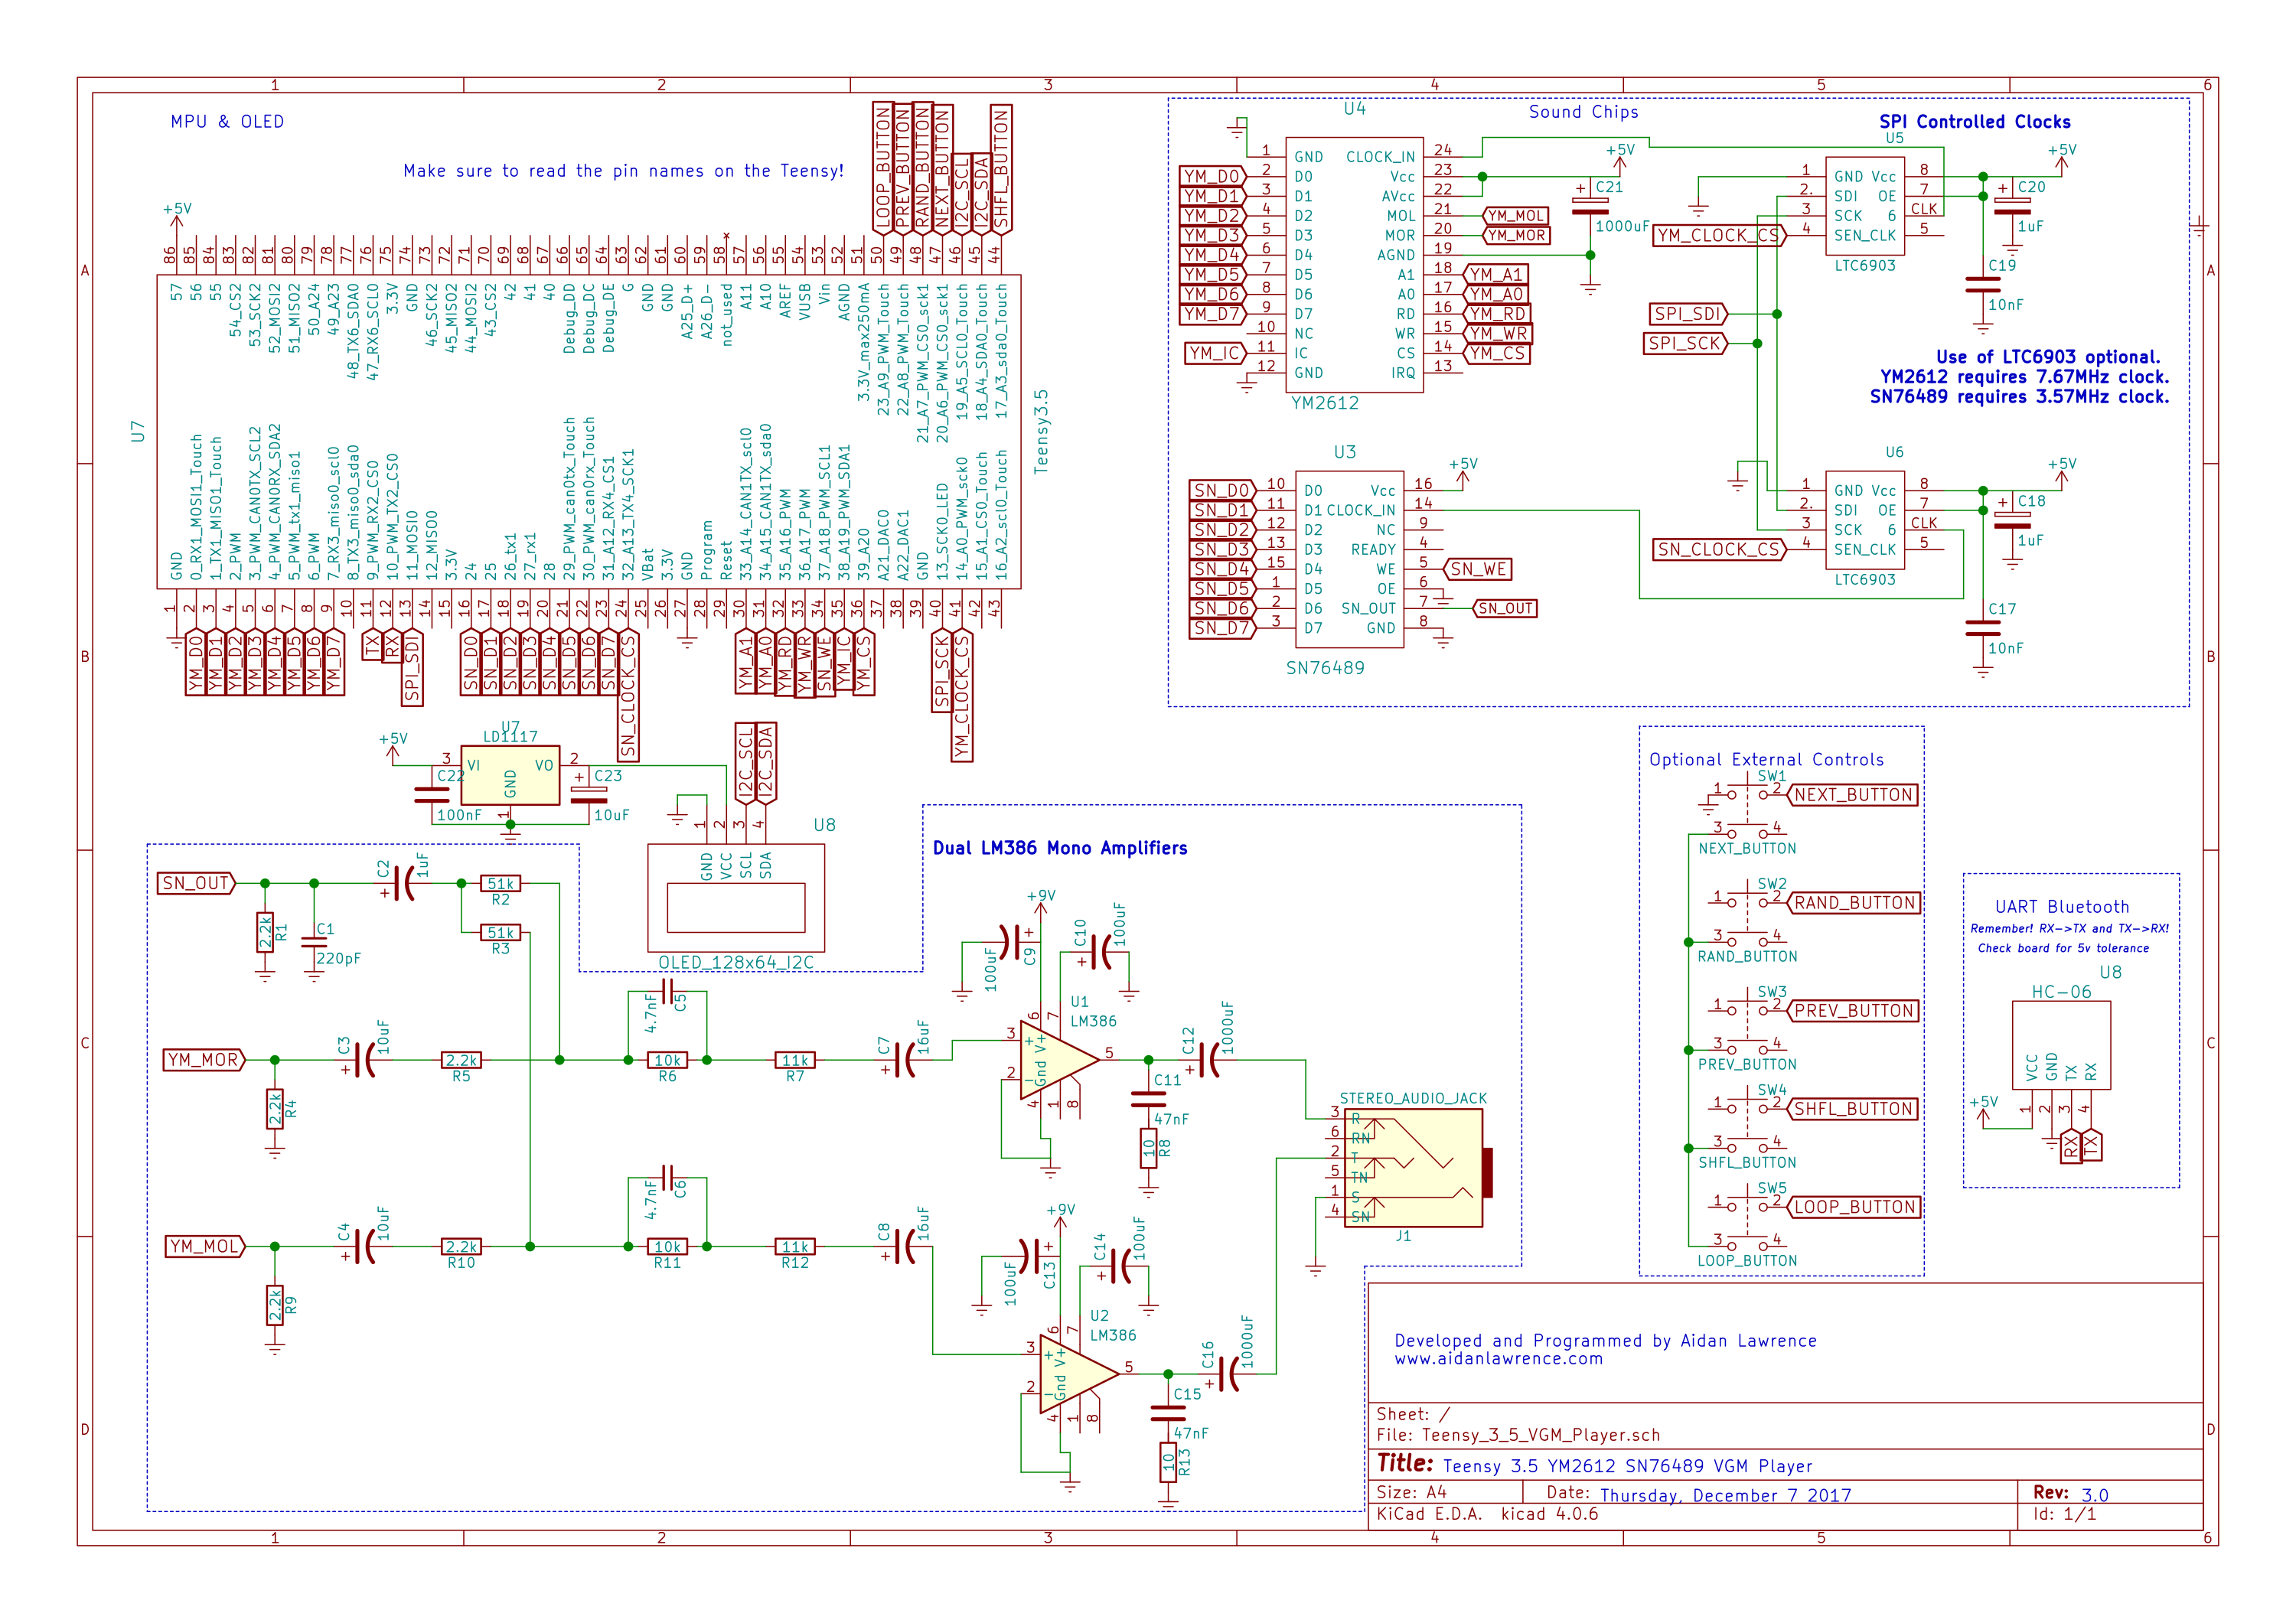 1 2 3 4 5 6
A
B
C
D
MPU & OLED
Make sure to read the pin names on the Teensy!
+5V
LOOP_BUTTON
PREV_BUTTON
RAND_BUTTON
NEXT_BUTTON
I2C_SCL
I2C_SDA
SHFL_BUTTON
86 85 84 83 82 81 80 79 78 77 76 75 74 73 72 71 70 69 68 67 66 65 64 63 62 61 60 59 58 57 56 55 54 53 52 51 50 49 48 47 46 45 44
57
56
55
54_CS2
53_SCK2
52_MOSI2
51_MISO2
50_A24
49_A23
48_TX6_SDA0
47_RX6_SCL0
3.3V
GND
46_SCK2
45_MISO2
44_MOSI2
43_CS2
42
41
40
Debug_DD
Debug_DC
Debug_DE
G
GND
GND
A25_D+
A26_D-
not_used
A11
A10
AREF
VUSB
Vin
AGND
3.3V_max250mA
23_A9_PWM_Touch
22_A8_PWM_Touch
21_A7_PWM_CS0_sck1
20_A6_PWM_CS0_sck1
19_A5_SCL0_Touch
18_A4_SDA0_Touch
17_A3_sda0_Touch
U7
Teensy3.5
GND
0_RX1_MOSI1_Touch
1_TX1_MISO1_Touch
2_PWM
3_PWM_CAN0TX_SCL2
4_PWM_CAN0RX_SDA2
5_PWM_tx1_miso1
6_PWM
7_RX3_miso0_scl0
8_TX3_miso0_sda0
9_PWM_RX2_CS0
10_PWM_TX2_CS0
11_MOSI0
12_MISO0
3.3V
24
25
26_tx1
27_rx1
28
29_PWM_can0tx_Touch
30_PWM_can0rx_Touch
31_A12_RX4_CS1
32_A13_TX4_SCK1
VBat
3.3V
GND
Program
Reset
33_A14_CAN1TX_scl0
34_A15_CAN1TX_sda0
35_A16_PWM
36_A17_PWM
37_A18_PWM_SCL1
38_A19_PWM_SDA1
39_A20
A21_DAC0
A22_DAC1
GND
13_SCK0_LED
14_A0_PWM_sck0
15_A1_CS0_Touch
16_A2_scl0_Touch
1 2 3 4 5 6 7 8 9 10 11 12 13 14 15 16 17 18 19 20 21 22 23 24 25 26 27 28 29 30 31 32 33 34 35 36 37 38 39 40 41 42 43
YM_D0
YM_D1
YM_D2
YM_D3
YM_D4
YM_D5
YM_D6
YM_D7
TX
RX
SPI_SDI
SN_D0
SN_D1
SN_D2
SN_D3
SN_D4
SN_D5
SN_D6
SN_D7
SN_CLOCK_CS
YM_A1
YM_A0
YM_RD
YM_WR
SN_WE
YM_IC
YM_CS
SPI_SCK
YM_CLOCK_CS
Sound Chips
U4
1 GND CLOCK_IN 24
YM_D0 2 D0 Vcc 23
YM_D1 3 D1 AVcc 22
YM_D2 4 D2 MOL 21 YM_MOL
YM_D3 5 D3 MOR 20 YM_MOR
YM_D4 6 D4 AGND 19
YM_D5 7 D5 A1 18 YM_A1
YM_D6 8 D6 A0 17 YM_A0
YM_D7 9 D7 RD 16 YM_RD
10 NC WR 15 YM_WR
YM_IC 11 IC CS 14 YM_CS
12 GND IRQ 13
YM2612
+5V
C21
1000uF
SPI Controlled Clocks
U5
1 GND Vcc 8
2. SDI OE 7
3 SCK 6 CLK
YM_CLOCK_CS 4 SEN_CLK 5
LTC6903
+5V
C20
1uF
C19
10nF
SPI_SDI
SPI_SCK
Use of LTC6903 optional.
YM2612 requires 7.67MHz clock.
SN76489 requires 3.57MHz clock.
U3
SN_D0 10 D0 Vcc 16
SN_D1 11 D1 CLOCK_IN 14
SN_D2 12 D2 NC 9
SN_D3 13 D3 READY 4
SN_D4 15 D4 WE 5 SN_WE
SN_D5 1 D5 OE 6
SN_D6 2 D6 SN_OUT 7 SN_OUT
SN_D7 3 D7 GND 8
SN76489
+5V
U6
1 GND Vcc 8
2. SDI OE 7
3 SCK 6 CLK
SN_CLOCK_CS 4 SEN_CLK 5
LTC6903
+5V
C18
1uF
C17
10nF
U7
LD1117
+5V
3 VI VO 2
GND
1
C22
100nF
C23
10uF
I2C_SCL
I2C_SDA
1 2 3 4
GND
VCC
SCL
SDA
U8
OLED_128x64_I2C
Dual LM386 Mono Amplifiers
SN_OUT
2.2k
R1
C1
220pF
C2
1uF
51k
R2
51k
R3
YM_MOR
C3
10uF
2.2k
R4
2.2k
R5
4.7nF
C5
10k
R6
11k
R7
C7
16uF
+9V
100uF
C9
C10
100uF
U1
LM386
3 + 6 V+ 7
2 - Gnd 5
4 1 8
C11
47nF
10
R8
C12
1000uF
YM_MOL
C4
10uF
2.2k
R9
2.2k
R10
4.7nF
C6
10k
R11
11k
R12
C8
16uF
+9V
100uF
C13
C14
100uF
U2
LM386
3 + 6 V+ 7
2 - Gnd 5
4 1 8
C15
47nF
10
R13
C16
1000uF
STEREO_AUDIO_JACK
3 R
6 RN
2 T
5 TN
1 S
4 SN
J1
Optional External Controls
SW1
1 2 NEXT_BUTTON
3 4
NEXT_BUTTON
SW2
1 2 RAND_BUTTON
3 4
RAND_BUTTON
SW3
1 2 PREV_BUTTON
3 4
PREV_BUTTON
SW4
1 2 SHFL_BUTTON
3 4
SHFL_BUTTON
SW5
1 2 LOOP_BUTTON
3 4
LOOP_BUTTON
UART Bluetooth
Remember! RX->TX and TX->RX!
Check board for 5v tolerance
U8
HC-06
VCC
GND
TX
RX
+5V
1 2 3 4
RX
TX
Developed and Programmed by Aidan Lawrence
www.aidanlawrence.com
Sheet: /
File: Teensy_3_5_VGM_Player.sch
Title: Teensy 3.5 YM2612 SN76489 VGM Player
Size: A4 Date: Thursday, December 7 2017 Rev: 3.0
KiCad E.D.A. kicad 4.0.6 Id: 1/1
A
B
C
D
1 2 3 4 5 6